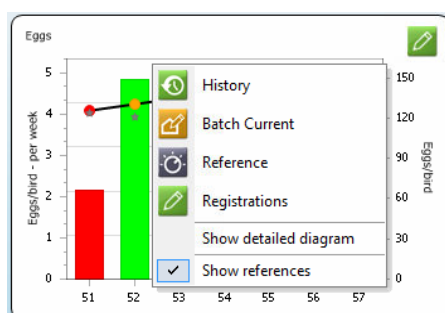 Eggs
5
4
3
2
1
0
Eggs/bird - per week
History
Batch Current
Reference
Registrations
Show detailed diagram
Show references
150
120
90
60
30
0
Eggs/bird
51 52 53 54 55 56 57